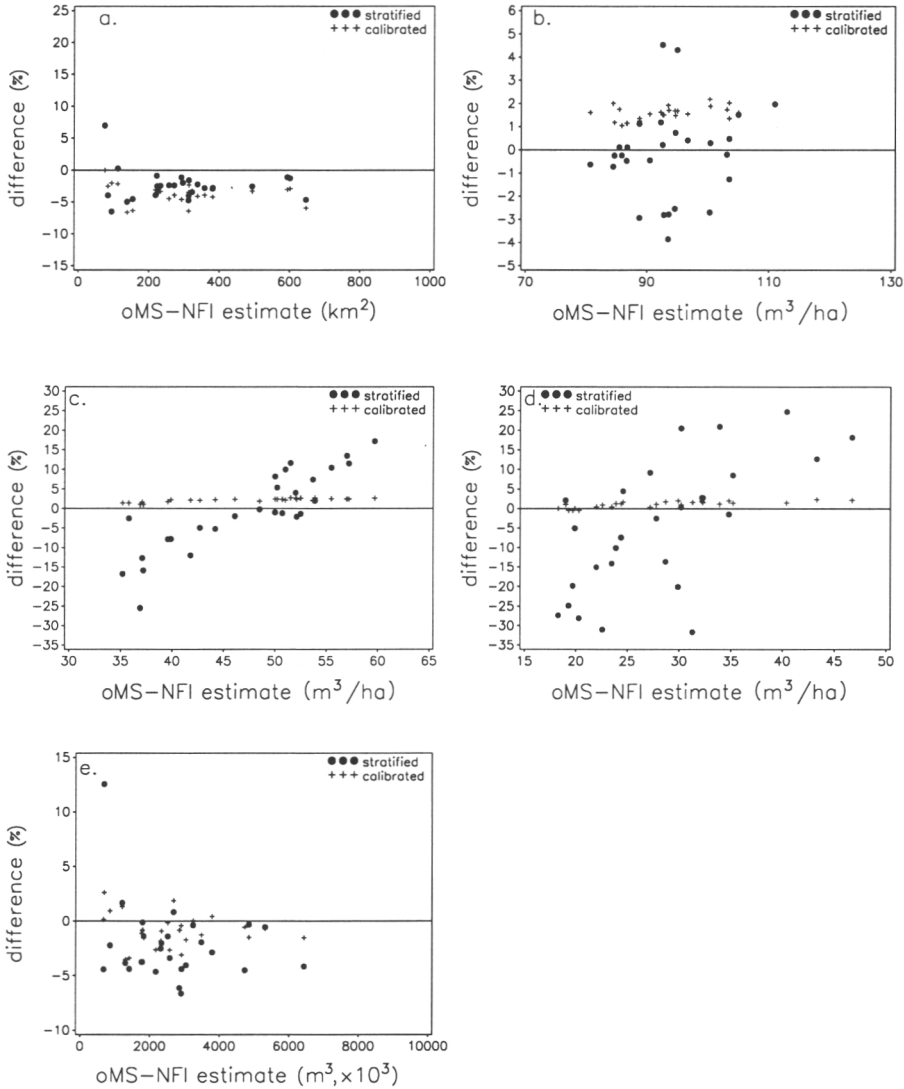 a.
stratified
calibrated
25
20
15
10
5
0
−5
−10
−15
difference (%)
0 200 400 600 800 1000
oMS−NFI estimate (km²)
b.
stratified
calibrated
6
5
4
3
2
1
0
−1
−2
−3
−4
−5
difference (%)
70 90 110 130
oMS−NFI estimate (m³/ha)
c.
stratified
calibrated
30
25
20
15
10
5
0
−5
−10
−15
−20
−25
−30
−35
difference (%)
30 35 40 45 50 55 60 65
oMS−NFI estimate (m³/ha)
d.
stratified
calibrated
30
25
20
15
10
5
0
−5
−10
−15
−20
−25
−30
−35
difference (%)
15 20 25 30 35 40 45 50
oMS−NFI estimate (m³/ha)
e.
stratified
calibrated
15
10
5
0
−5
−10
difference (%)
0 2000 4000 6000 8000 10000
oMS−NFI estimate (m³,×10³)